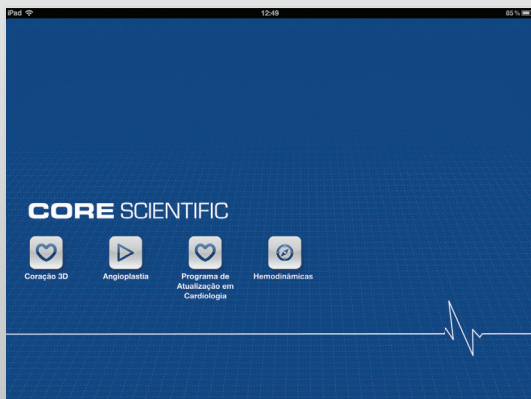 iPad
12:49
85%
CORE SCIENTIFIC
Coração 3D
Angioplastia
Programa de
Atualização em
Cardiologia
Hemodinâmicas